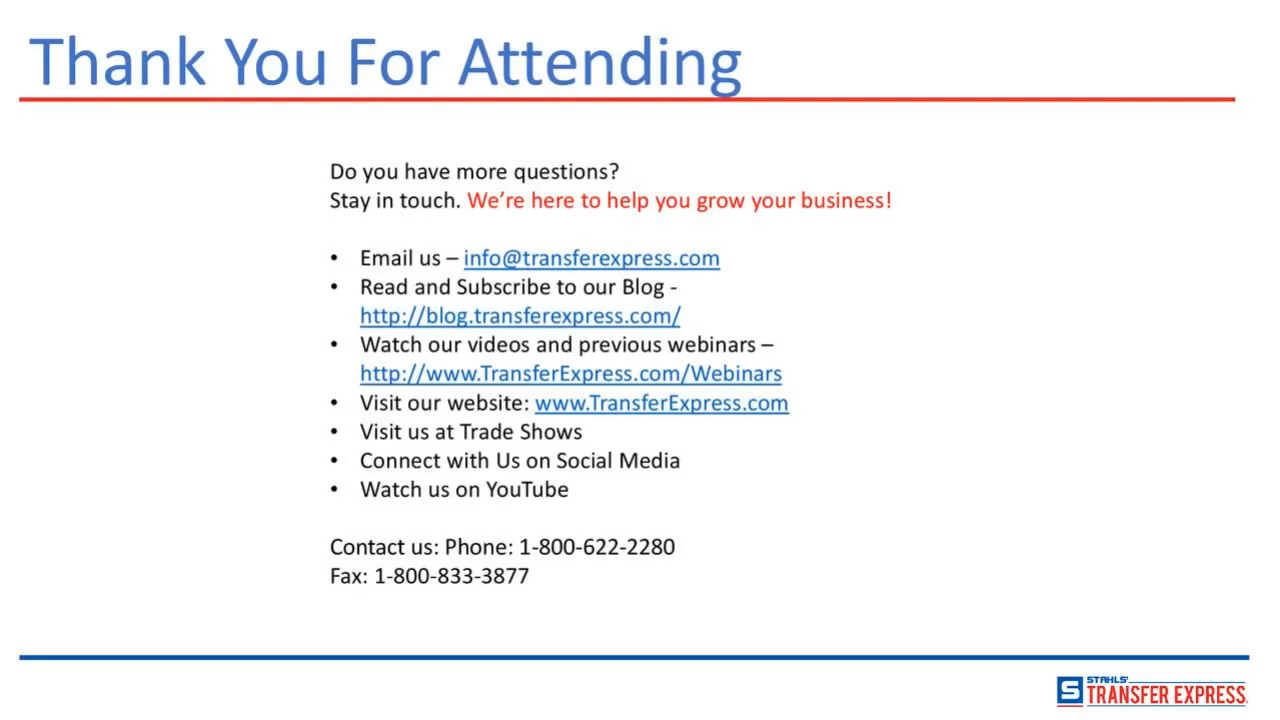 Thank You For Attending
Do you have more questions?
Stay in touch. We're here to help you grow your business!
• Email us – info@transferexpress.com
• Read and Subscribe to our Blog -
http://blog.transferexpress.com/
• Watch our videos and previous webinars –
http://www.TransferExpress.com/Webinars
• Visit our website: www.TransferExpress.com
• Visit us at Trade Shows
• Connect with Us on Social Media
• Watch us on YouTube
Contact us: Phone: 1-800-622-2280
Fax: 1-800-833-3877
S STAHLS'
TRANSFER EXPRESS